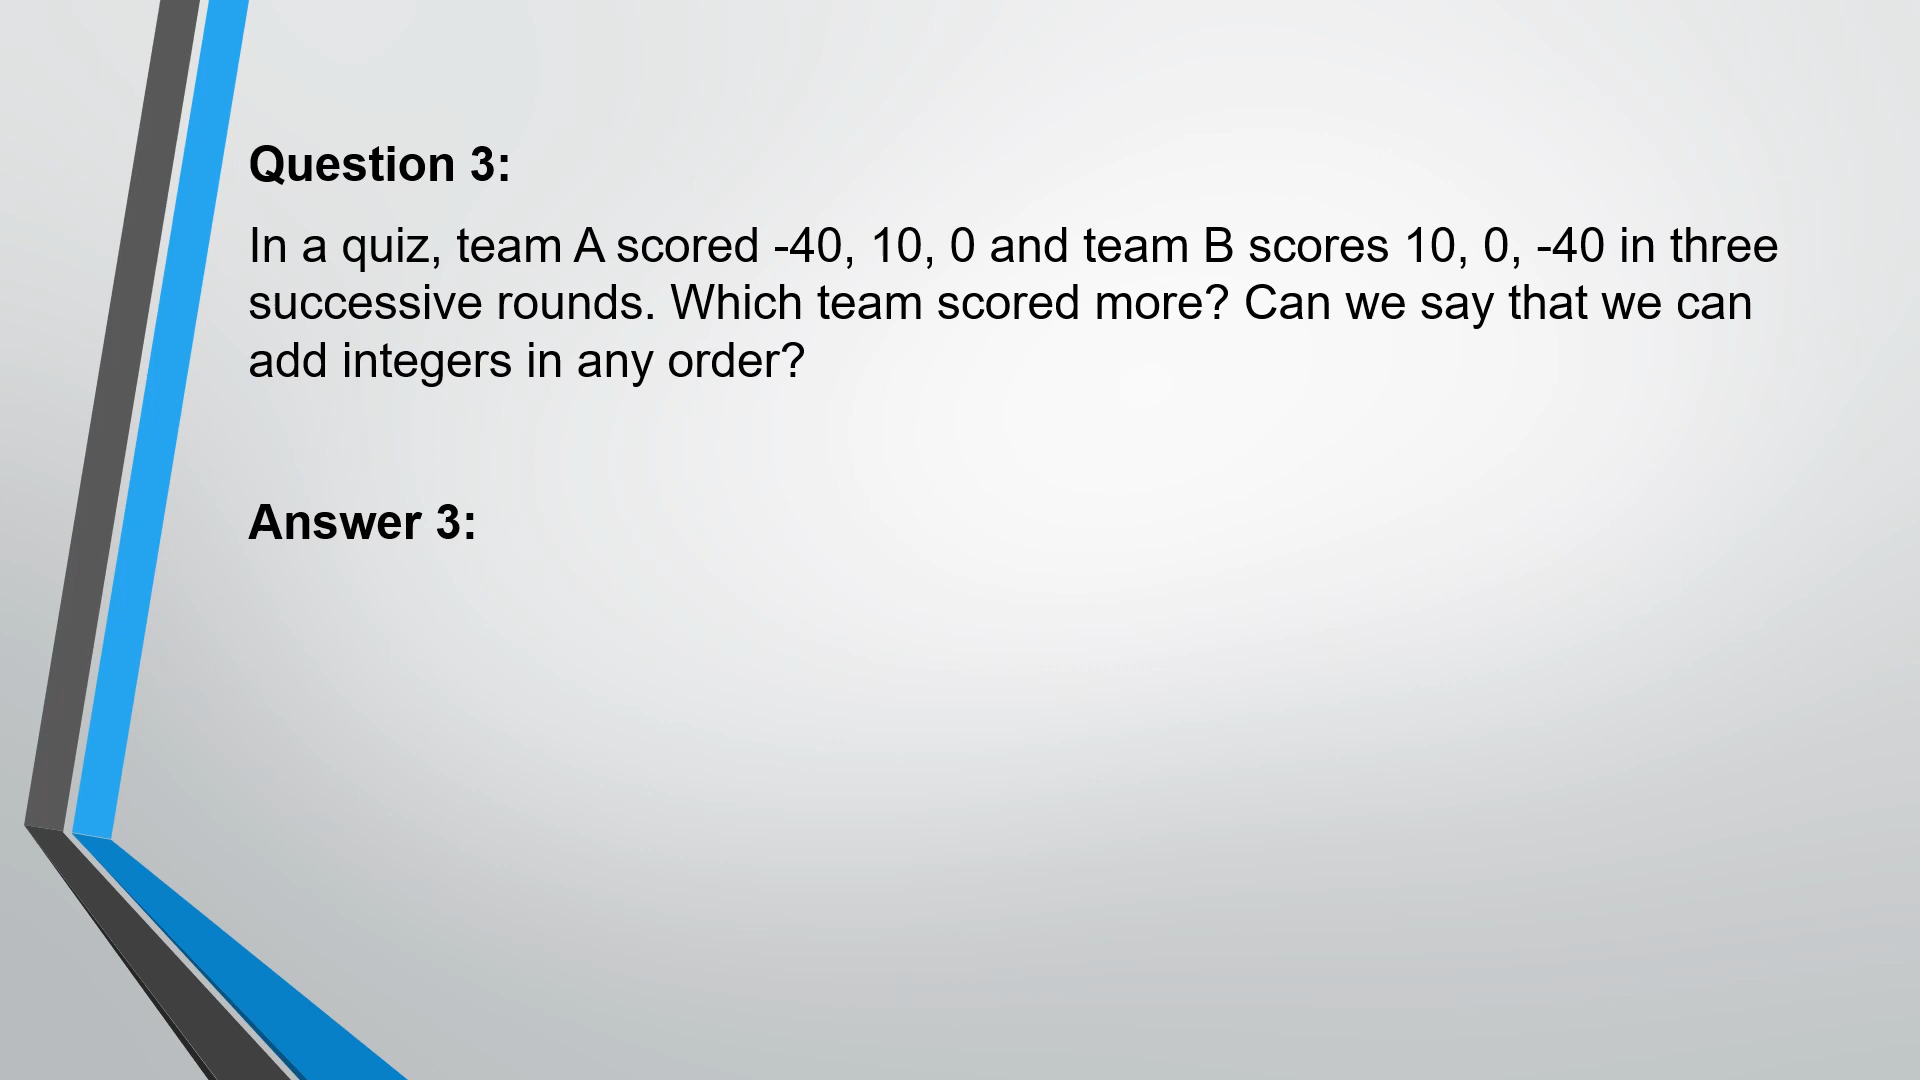 Question 3:
In a quiz, team A scored -40, 10, 0 and team B scores 10, 0, -40 in three
successive rounds. Which team scored more? Can we say that we can
add integers in any order?
Answer 3: